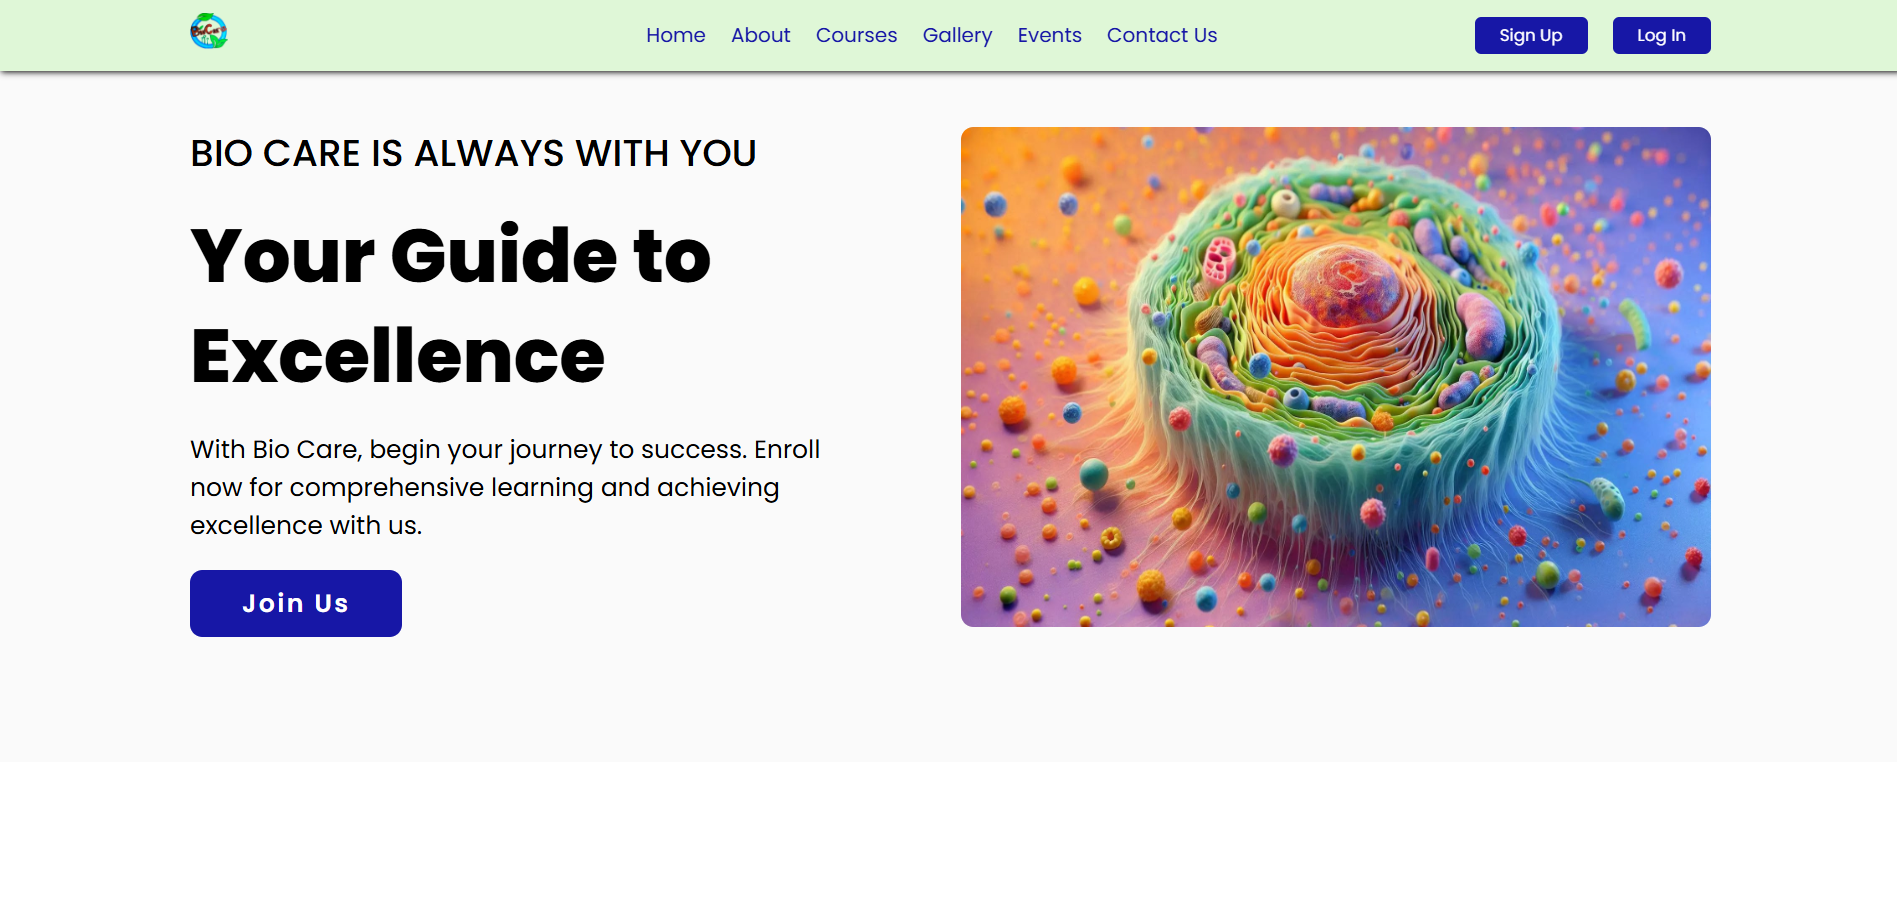 Home About Courses Gallery Events Contact Us Sign Up Log In
BIO CARE IS ALWAYS WITH YOU
Your Guide to
Excellence
With Bio Care, begin your journey to success. Enroll
now for comprehensive learning and achieving
excellence with us.
Join Us